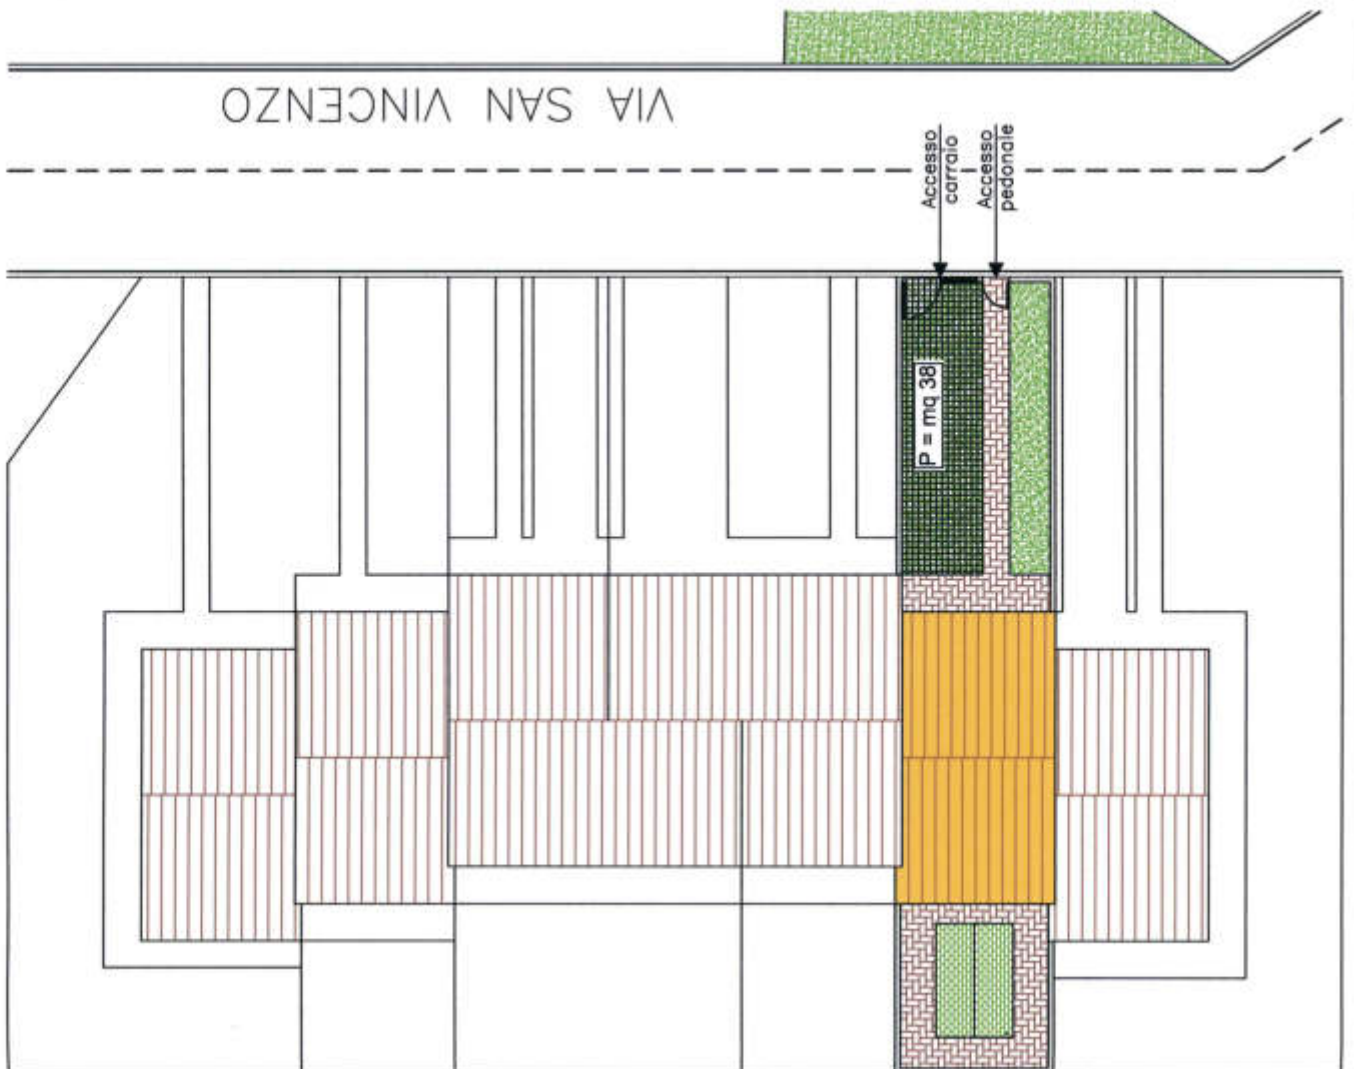 VIA SAN VINCENZO
Accesso
carraio
Accesso
pedonale
P = mq 38